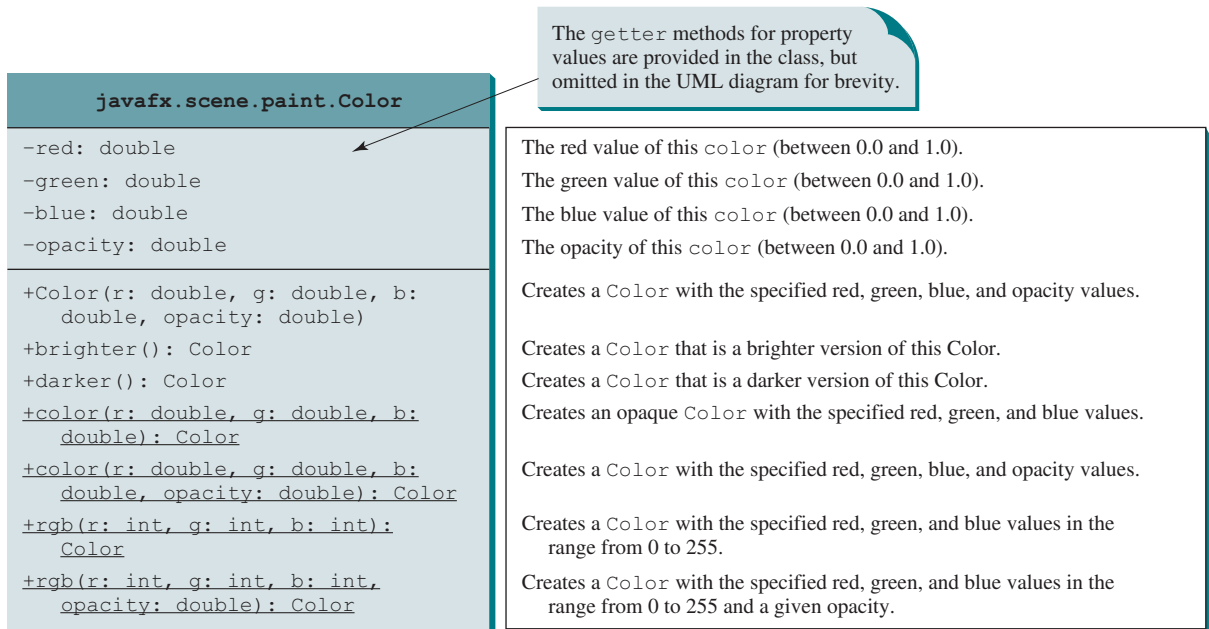 The getter methods for property
values are provided in the class, but
omitted in the UML diagram for brevity.
javafx.scene.paint.Color
-red: double
The red value of this color (between 0.0 and 1.0).
-green: double
The green value of this color (between 0.0 and 1.0).
-blue: double
The blue value of this color (between 0.0 and 1.0).
-opacity: double
The opacity of this color (between 0.0 and 1.0).
+Color(r: double, g: double, b:
double, opacity: double)
Creates a Color with the specified red, green, blue, and opacity values.
+brighter(): Color
Creates a Color that is a brighter version of this Color.
+darker(): Color
Creates a Color that is a darker version of this Color.
+color(r: double, g: double, b:
double): Color
Creates an opaque Color with the specified red, green, and blue values.
+color(r: double, g: double, b:
double, opacity: double): Color
Creates a Color with the specified red, green, blue, and opacity values.
+rgb(r: int, g: int, b: int):
Color
Creates a Color with the specified red, green, and blue values in the
range from 0 to 255.
+rgb(r: int, g: int, b: int,
opacity: double): Color
Creates a Color with the specified red, green, and blue values in the
range from 0 to 255 and a given opacity.